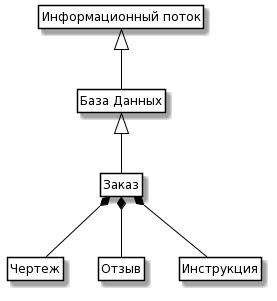 Информационный поток
База Данных
Заказ
Чертеж
Отзыв
Инструкция